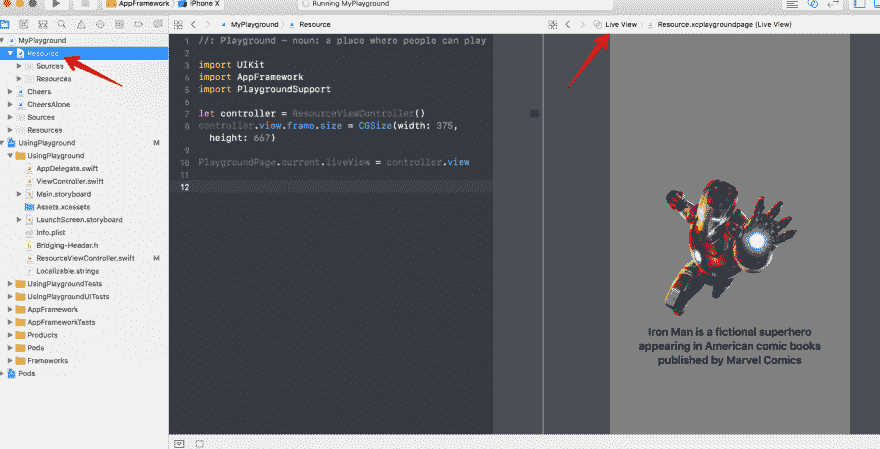 AppFramework iPhone X Running MyPlayground
MyPlayground Resource Live View Resource.xcplaygroundpage (Live View)
MyPlayground
Resource
Sources
Resources
Cheers
CheersAlone
Sources
Resources
UsingPlayground M
UsingPlayground
AppDelegate.swift
ViewController.swift
Main.storyboard
Assets.xcassets
LaunchScreen.storyboard
Info.plist
Bridging-Header.h
ResourceViewController.swift M
Localizable.strings
UsingPlaygroundTests
UsingPlaygroundUITests
AppFramework
AppFrameworkTests
Products
Pods
Frameworks
Pods
1 //: Playground - noun: a place where people can play
2
3 import UIKit
4 import AppFramework
5 import PlaygroundSupport
6
7 let controller = ResourceViewController()
8 controller.view.frame.size = CGSize(width: 375,
height: 667)
9
10 PlaygroundPage.current.liveView = controller.view
11
12
Iron Man is a fictional superhero
appearing in American comic books
published by Marvel Comics